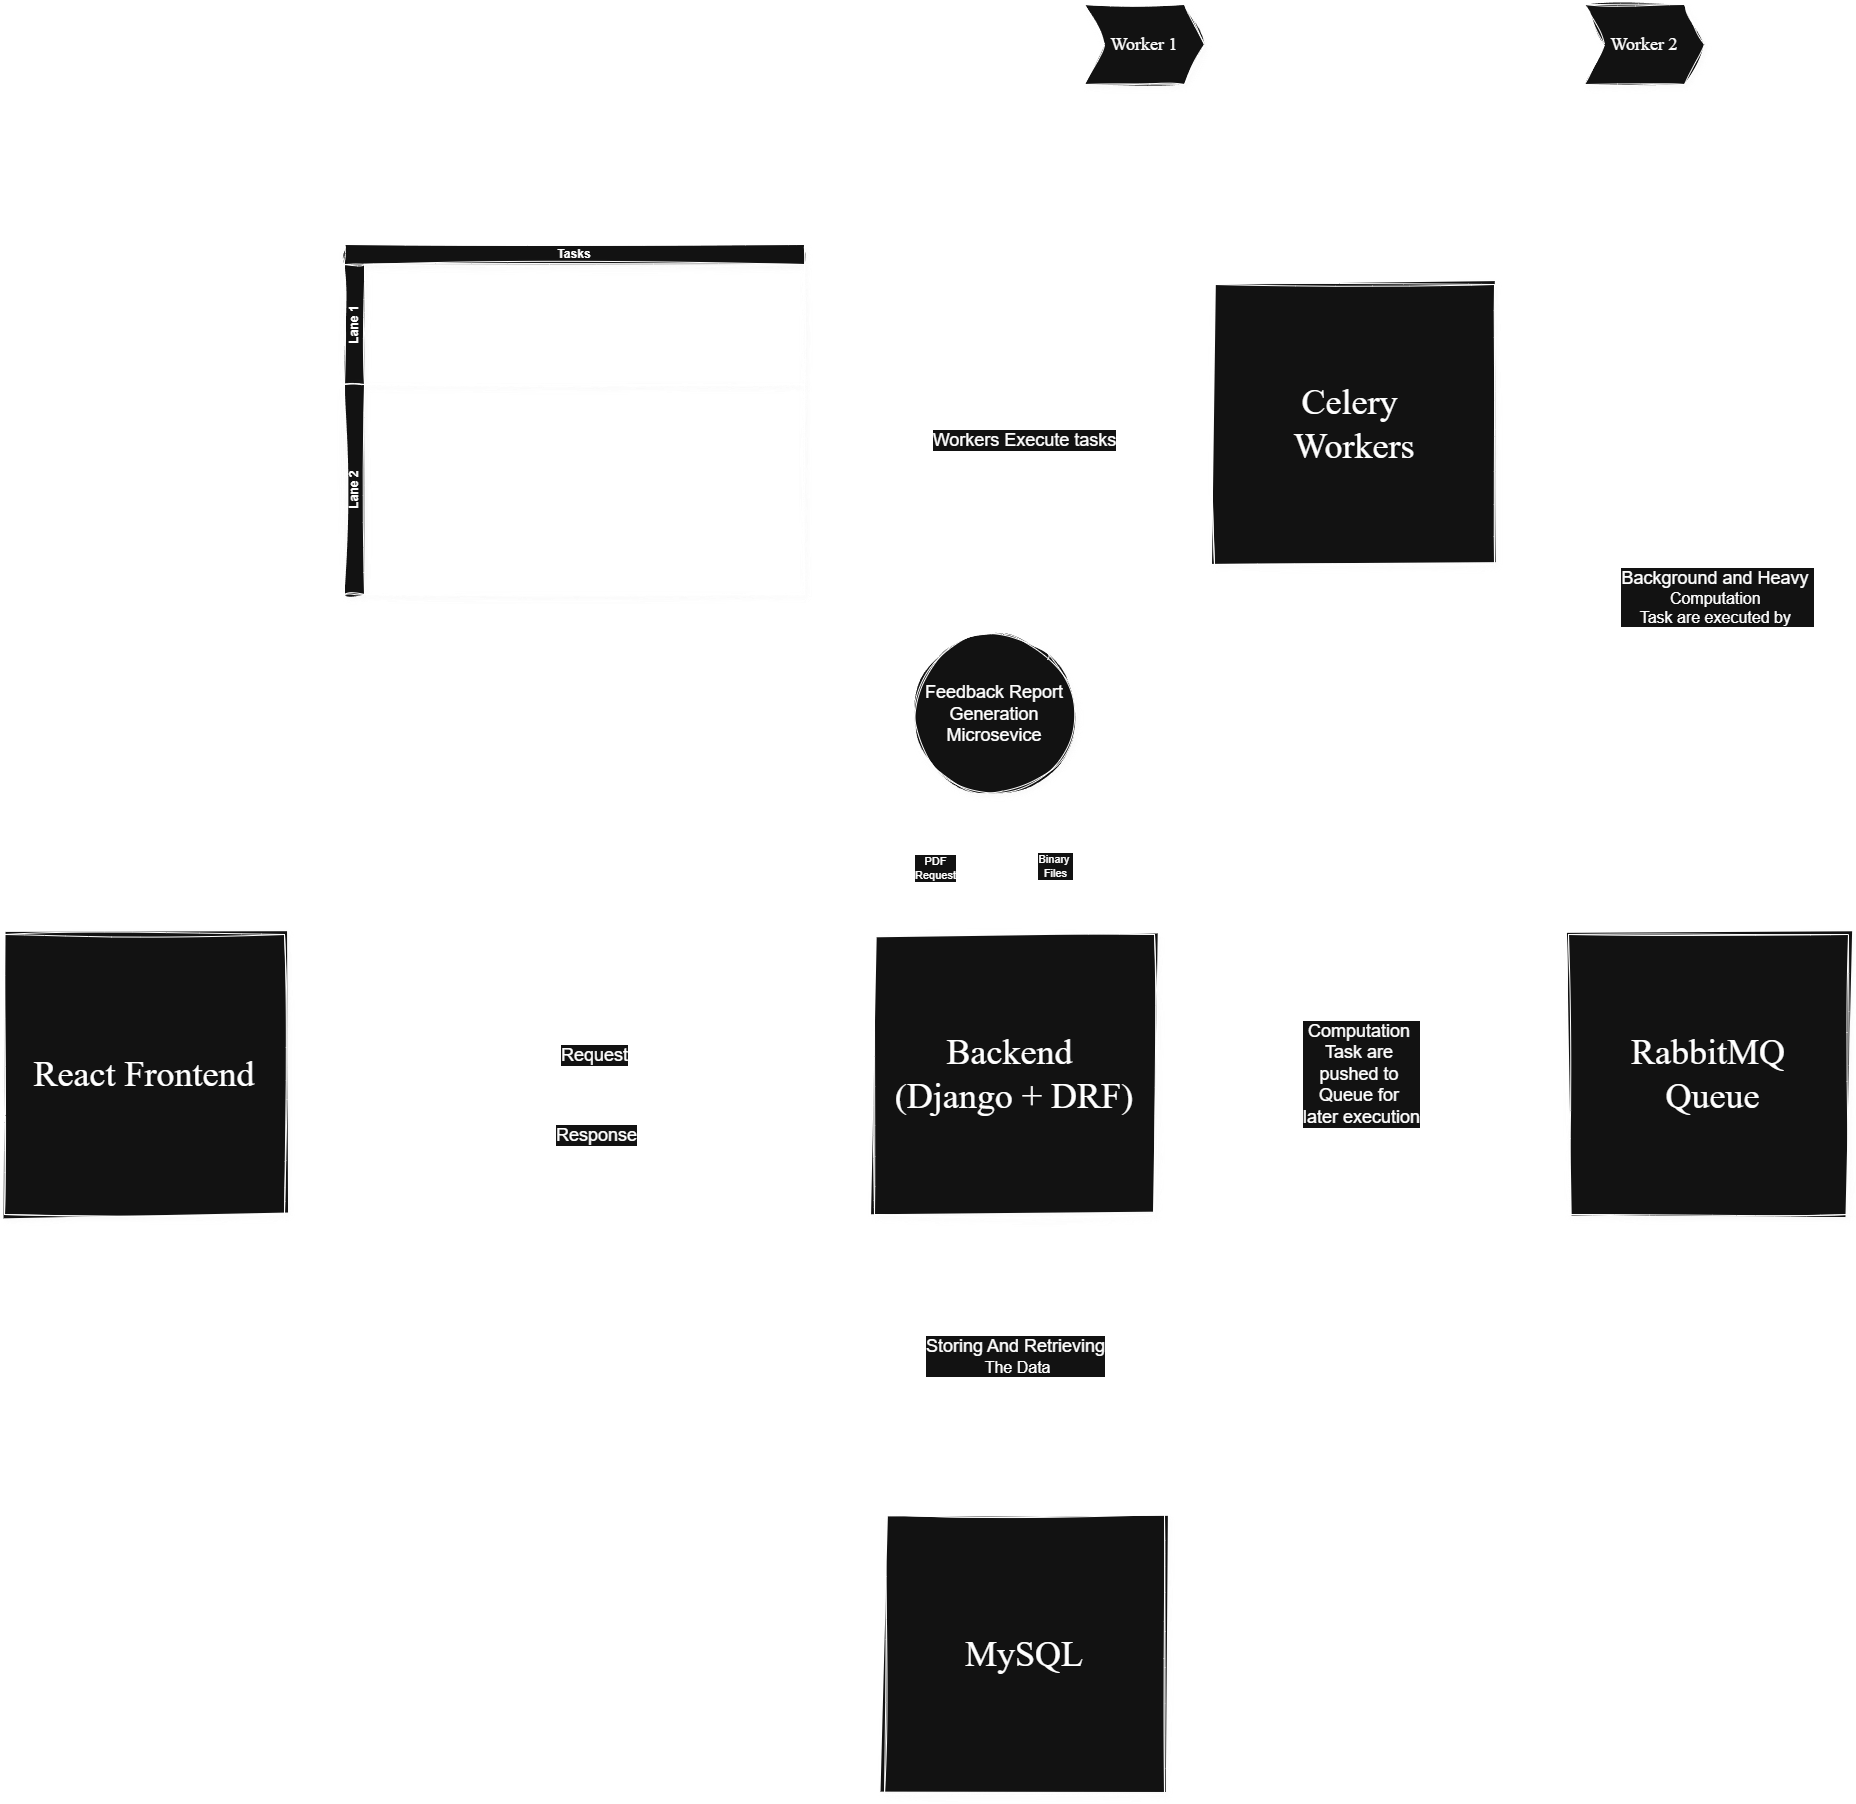 Worker 1
Worker 2
Tasks
Lane 1
Lane 2
Workers Execute tasks
Celery
Workers
Background and Heavy
Computation
Task are executed by
Feedback Report
Generation
Microsevice
PDF
Request
Binary
Files
React Frontend
Request
Response
Backend
(Django + DRF)
Computation
Task are
pushed to
Queue for
later execution
RabbitMQ
Queue
Storing And Retrieving
The Data
MySQL